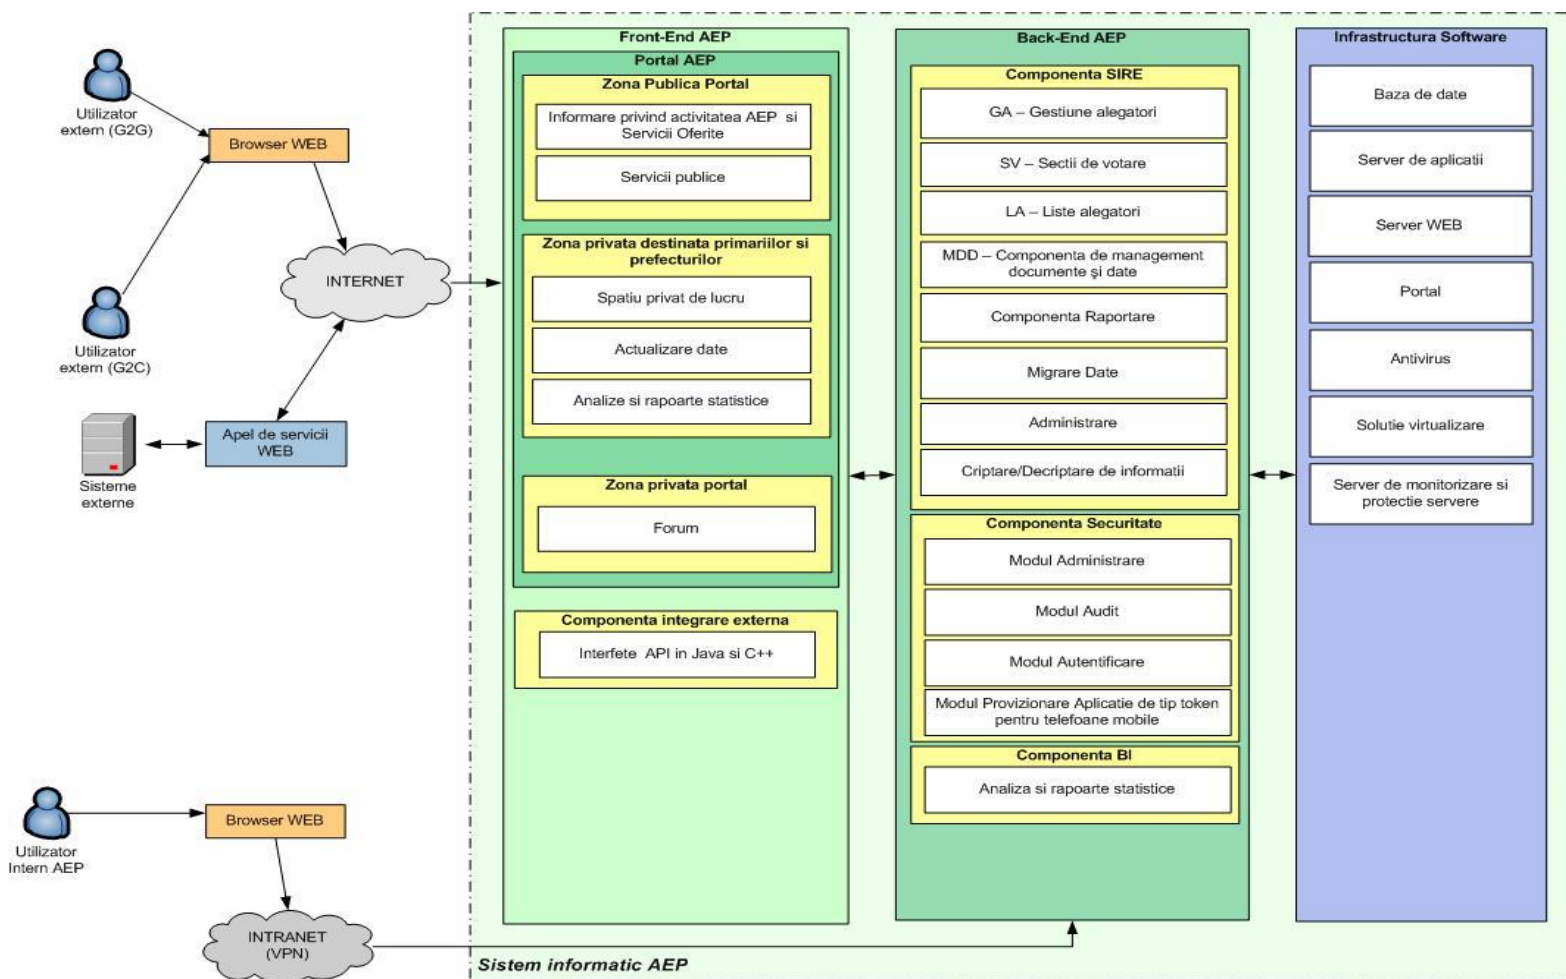 Utilizator
extern (G2G)
Browser WEB
INTERNET
Utilizator
extern (G2C)
Apel de servicii
WEB
Sisteme
externe
Utilizator
Intern AEP
Browser WEB
INTRANET
(VPN)
Front-End AEP
Portal AEP
Zona Publica Portal
Informare privind activitatea AEP si
Servicii Oferite
Servicii publice
Zona privata destinata primariilor si
prefecturilor
Spatiu privat de lucru
Actualizare date
Analize si rapoarte statistice
Zona privata portal
Forum
Componenta integrare externa
Interfete API in Java si C++
Back-End AEP
Componenta SIRE
GA – Gestiune alegatori
SV – Sectii de votare
LA – Liste alegatori
MDD – Componenta de management
documente şi date
Componenta Raportare
Migrare Date
Administrare
Criptare/Decriptare de informatii
Componenta Securitate
Modul Administrare
Modul Audit
Modul Autentificare
Modul Provizionare Aplicatie de tip token
pentru telefoane mobile
Componenta BI
Analiza si rapoarte statistice
Infrastructura Software
Baza de date
Server de aplicatii
Server WEB
Portal
Antivirus
Solutie virtualizare
Server de monitorizare si
protectie servere
Sistem informatic AEP